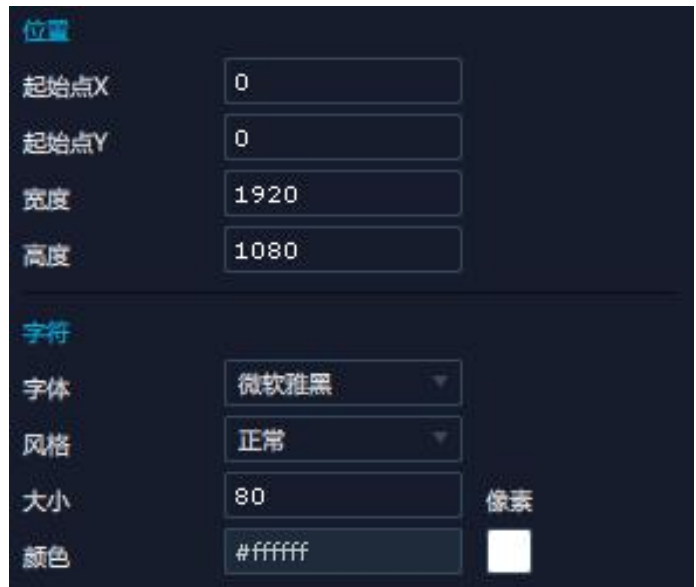 位置
起始点X 0
起始点Y 0
宽度 1920
高度 1080
字符
字体 微软雅黑
风格 正常
大小 80 像素
颜色 #ffffff